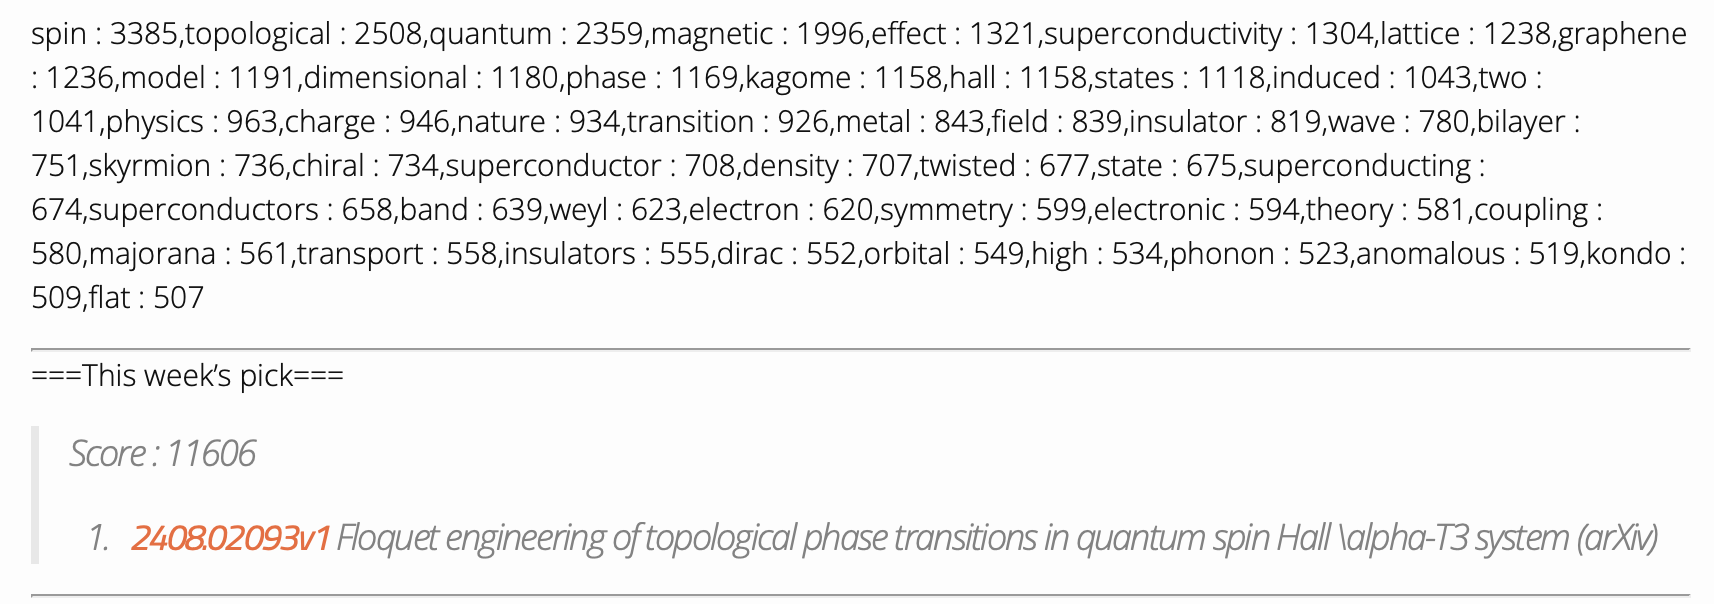 spin : 3385,topological : 2508,quantum : 2359,magnetic : 1996,effect : 1321,superconductivity : 1304,lattice : 1238,graphene
: 1236,model : 1191,dimensional : 1180,phase : 1169,kagome : 1158,hall : 1158,states : 1118,induced : 1043,two :
1041,physics : 963,charge : 946,nature : 934,transition : 926,metal : 843,field : 839,insulator : 819,wave : 780,bilayer :
751,skyrmion : 736,chiral : 734,superconductor : 708,density : 707,twisted : 677,state : 675,superconducting :
674,superconductors : 658,band : 639,weyl : 623,electron : 620,symmetry : 599,electronic : 594,theory : 581,coupling :
580,majorana : 561,transport : 558,insulators : 555,dirac : 552,orbital : 549,high : 534,phonon : 523,anomalous : 519,kondo :
509,flat : 507
===This week’s pick===
Score : 11606
1. 2408.02093v1 Floquet engineering of topological phase transitions in quantum spin Hall \alpha-T3 system (arXiv)